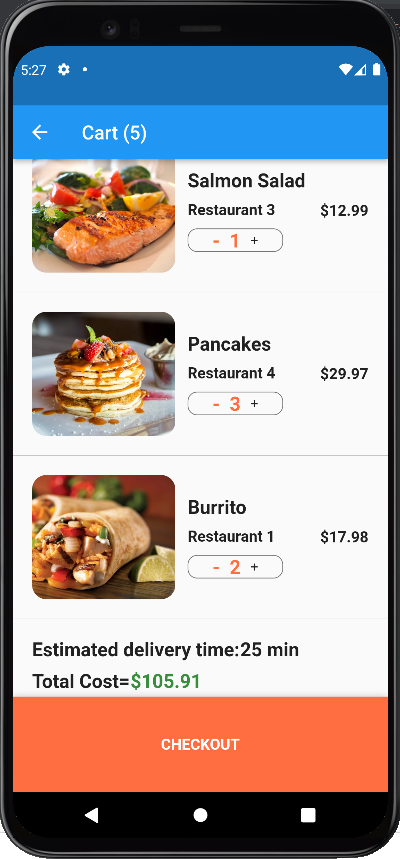 5:27
Cart (5)
Salmon Salad
Restaurant 3 $12.99
- 1 +
Pancakes
Restaurant 4 $29.97
- 3 +
Burrito
Restaurant 1 $17.98
- 2 +
Estimated delivery time:25 min
Total Cost=$105.91
CHECKOUT